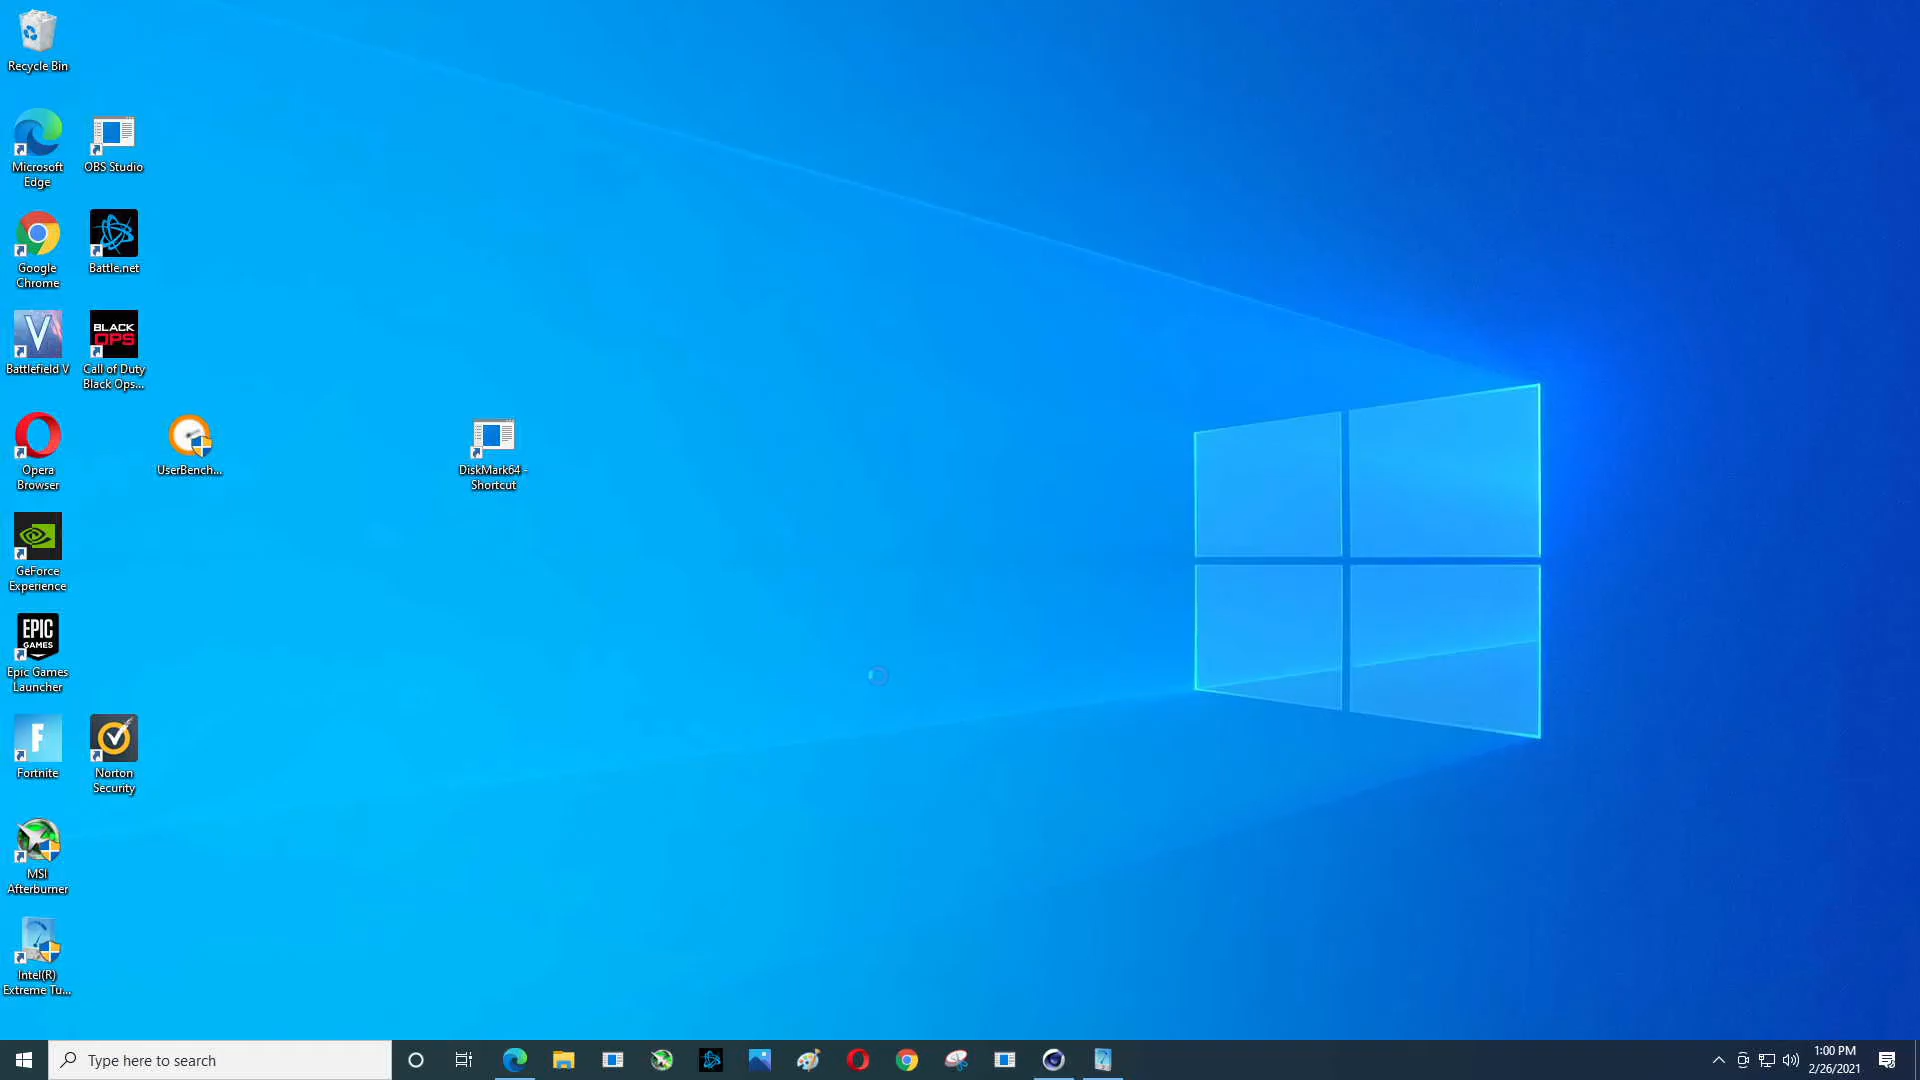 Recycle Bin
Microsoft
Edge
OBS Studio
Google
Chrome
Battle.net
V
Battlefield V
BLACK
OPS
Call of Duty
Black Ops...
Opera
Browser
UserBench...
DiskMark64 -
Shortcut
GeForce
Experience
EPIC
GAMES
Epic Games
Launcher
F
Fortnite
Norton
Security
MSI
Afterburner
Intel(R)
Extreme Tu...
Type here to search
1:00 PM
2/26/2021